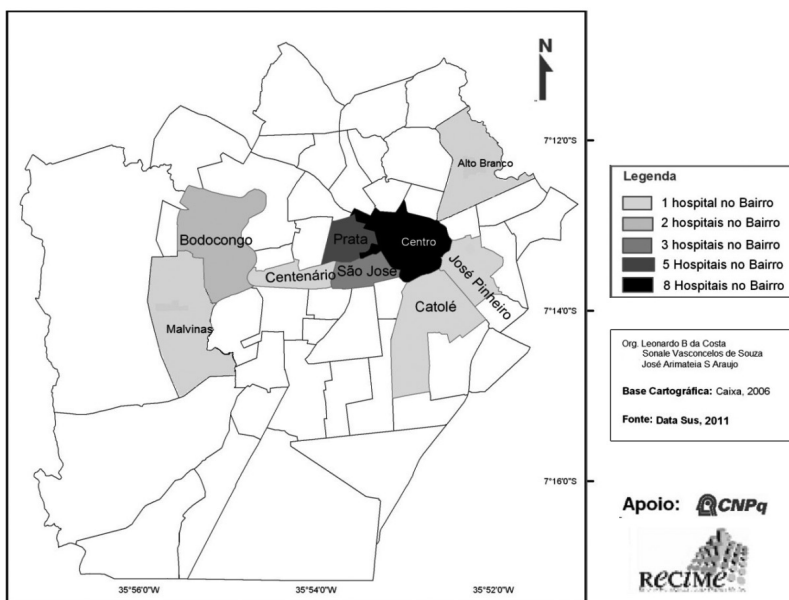 N
7°12'0"S
7°14'0"S
7°16'0"S
35°56'0"W
35°54'0"W
35°52'0"W
Alto Branco
Bodocongo
Prata
Centro
Centenário
São José
José Pinheiro
Catolé
Malvinas
Legenda
1 hospital no Bairro
2 hospitais no Bairro
3 hospitais no Bairro
5 Hospitais no Bairro
8 Hospitais no Bairro
Org. Leonardo B da Costa
Sonale Vasconcelos de Souza
José Arimateia S Araujo
Base Cartográfica: Caixa, 2006
Fonte: Data Sus, 2011
Apoio: CNPq
ReCiMe